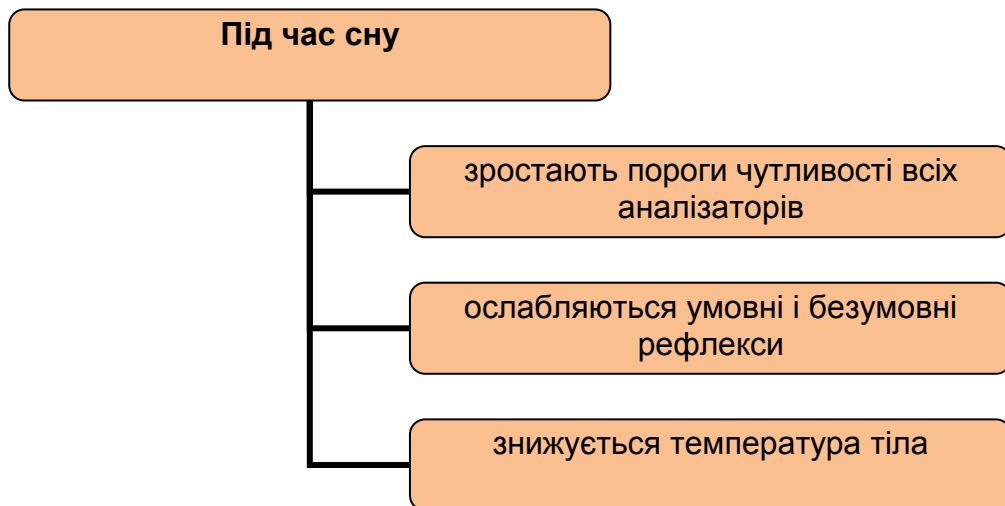 Під час сну
зростають пороги чутливості всіх
аналізаторів
ослабляються умовні і безумовні
рефлекси
знижується температура тіла